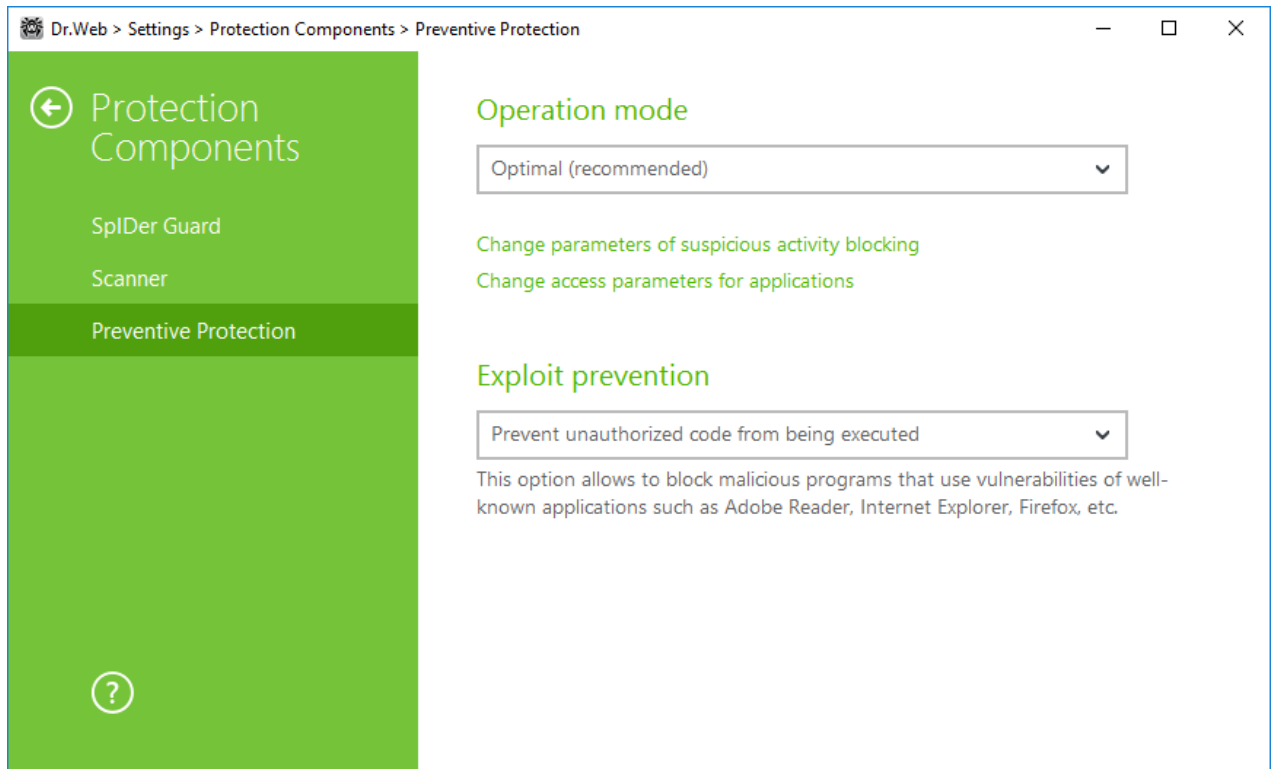 Dr.Web > Settings > Protection Components > Preventive Protection
Protection
Components
SpIDer Guard
Scanner
Preventive Protection
?
Operation mode
Optimal (recommended)
Change parameters of suspicious activity blocking
Change access parameters for applications
Exploit prevention
Prevent unauthorized code from being executed
This option allows to block malicious programs that use vulnerabilities of well-
known applications such as Adobe Reader, Internet Explorer, Firefox, etc.